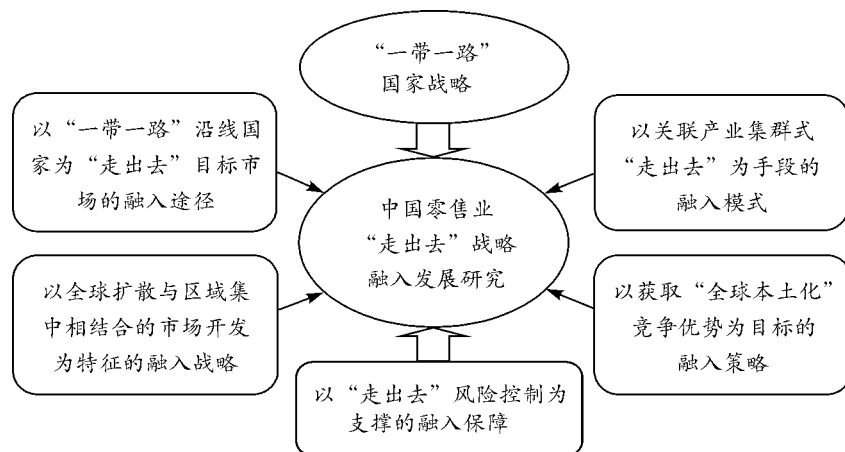 “一带一路”
国家战略
以“一带一路”沿线国
家为“走出去”目标市
场的融入途径
以关联产业集群式
“走出去”为手段的
融入模式
中国零售业
“走出去”战略
融入发展研究
以全球扩散与区域集
中相结合的市场开发
为特征的融入战略
以获取“全球本土化”
竞争优势为目标的
融入策略
以“走出去”风险控制为
支撑的融入保障